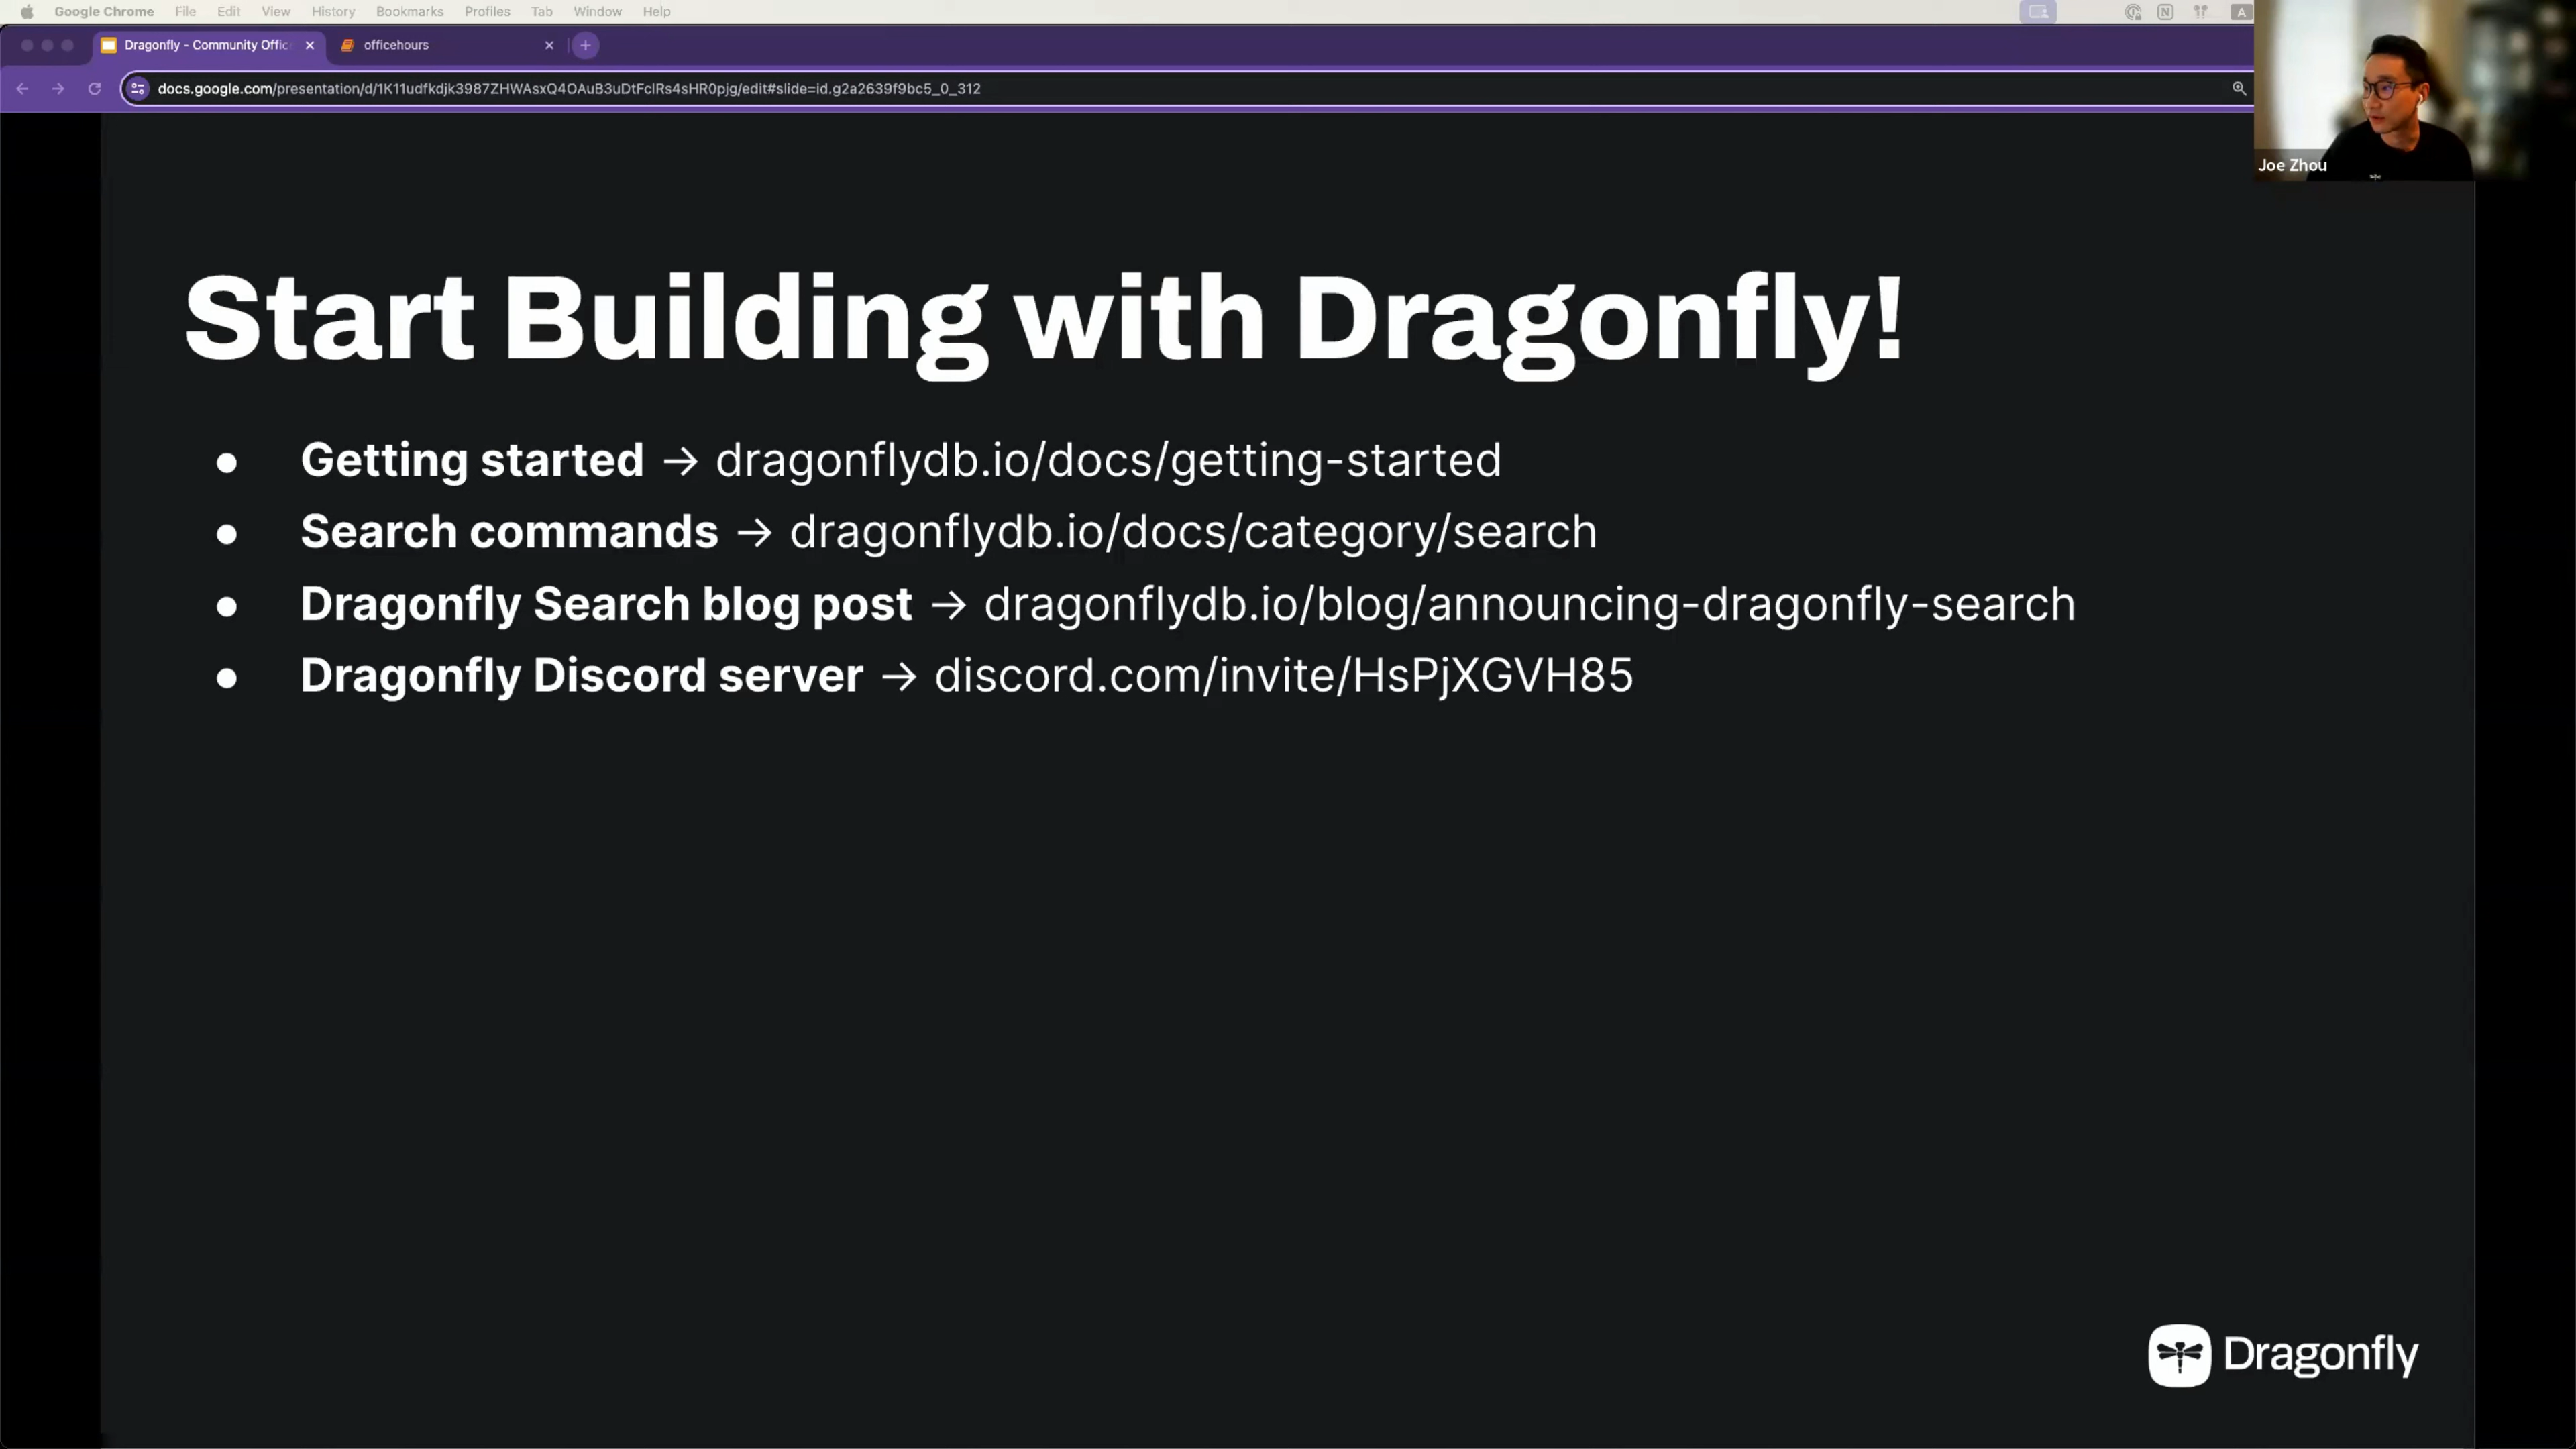 Google Chrome File Edit View History Bookmarks Profiles Tab Window Help
Dragonfly - Community Offic
officehours
docs.google.com/presentation/d/1K11udfkdjk3987ZHWAsxQ4OAuB3uDtFclRs4sHR0pjg/edit#slide=id.g2a2639f9bc5_0_312
Joe Zhou
Start Building with Dragonfly!
● Getting started → dragonflydb.io/docs/getting-started
● Search commands → dragonflydb.io/docs/category/search
● Dragonfly Search blog post → dragonflydb.io/blog/announcing-dragonfly-search
● Dragonfly Discord server → discord.com/invite/HsPjXGVH85
Dragonfly